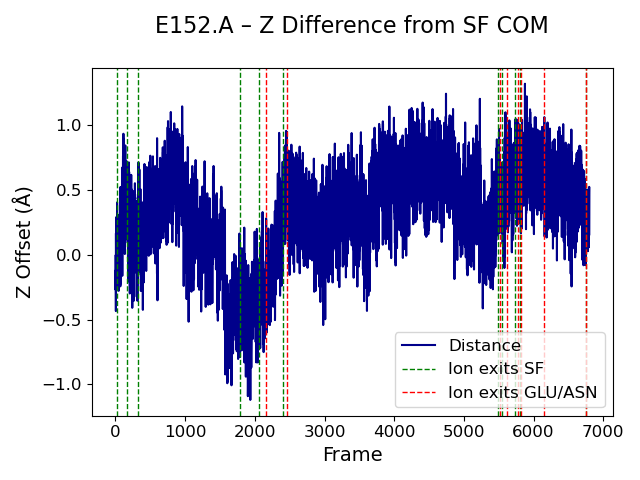 E152.A – Z Difference from SF COM
Z Offset (Å)
1.0
0.5
0.0
−0.5
−1.0
Distance
Ion exits SF
Ion exits GLU/ASN
0 1000 2000 3000 4000 5000 6000 7000
Frame